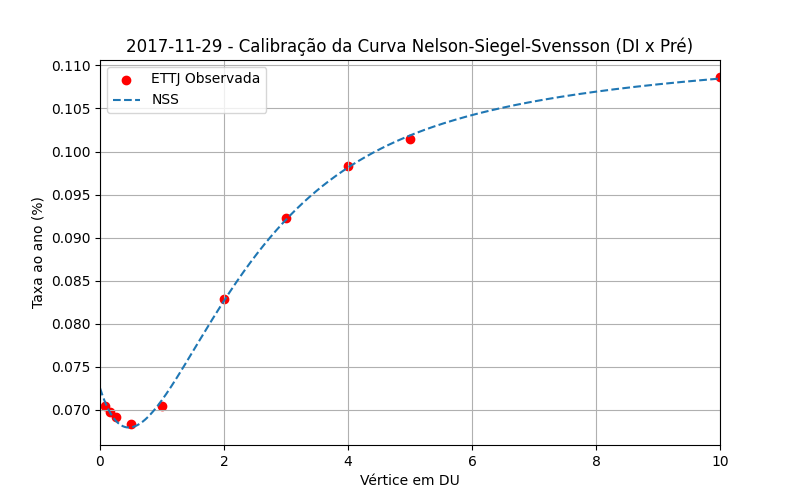 2017-11-29 - Calibração da Curva Nelson-Siegel-Svensson (DI x Pré)
ETTJ Observada
NSS
Taxa ao ano (%)
0.110
0.105
0.100
0.095
0.090
0.085
0.080
0.075
0.070
0 2 4 6 8 10
Vértice em DU